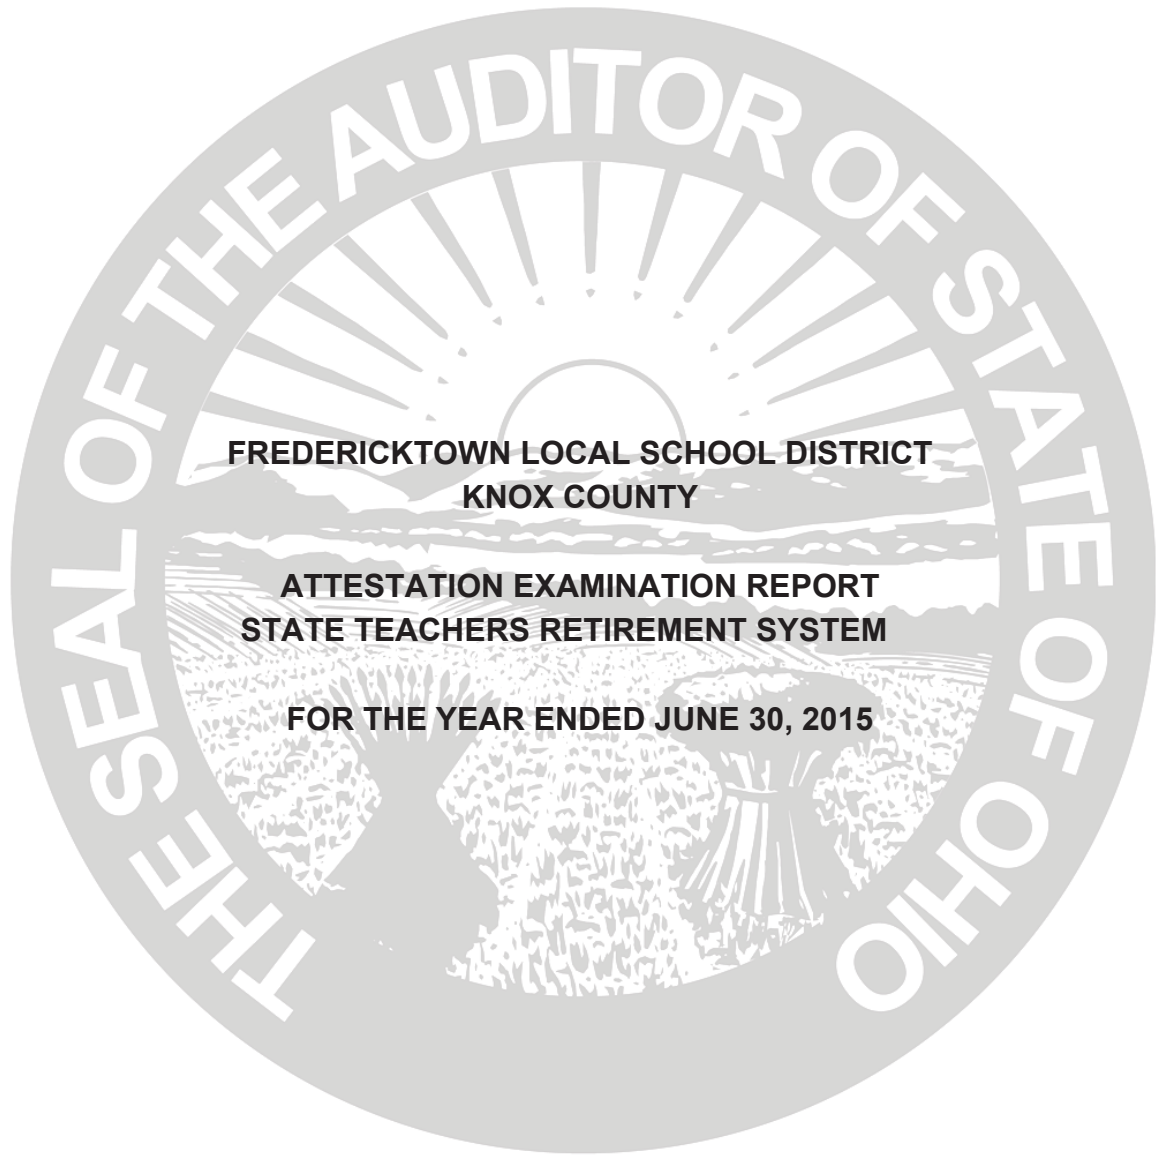 THE SEAL OF THE AUDITOR OF STATE OF OHIO
FREDERICKTOWN LOCAL SCHOOL DISTRICT
KNOX COUNTY
ATTESTATION EXAMINATION REPORT
STATE TEACHERS RETIREMENT SYSTEM
FOR THE YEAR ENDED JUNE 30, 2015